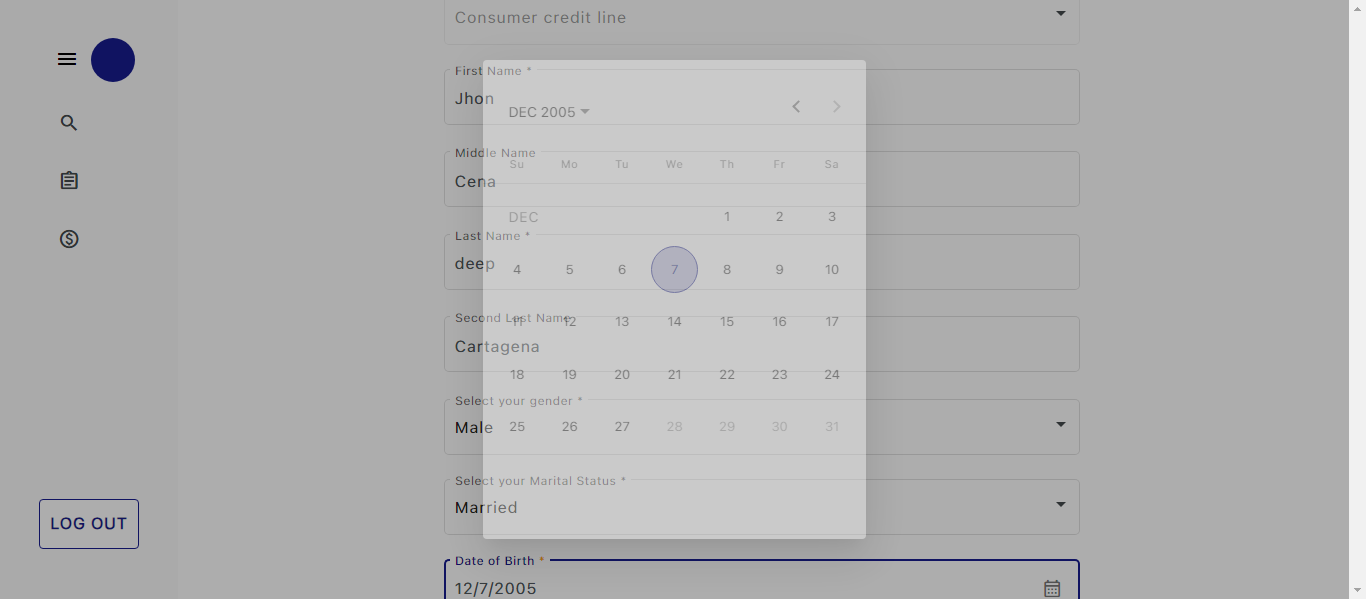 Consumer credit line
First Name *
Jhon
DEC 2005
Middle Name
Su Mo Tu We Th Fr Sa
Cena
DEC 1 2 3
Last Name *
deep
4 5 6 7 8 9 10
Second Last Name
11 12 13 14 15 16 17
Cartagena
18 19 20 21 22 23 24
Select your gender *
Male
25 26 27 28 29 30 31
Select your Marital Status *
Married
LOG OUT
Date of Birth *
12/7/2005